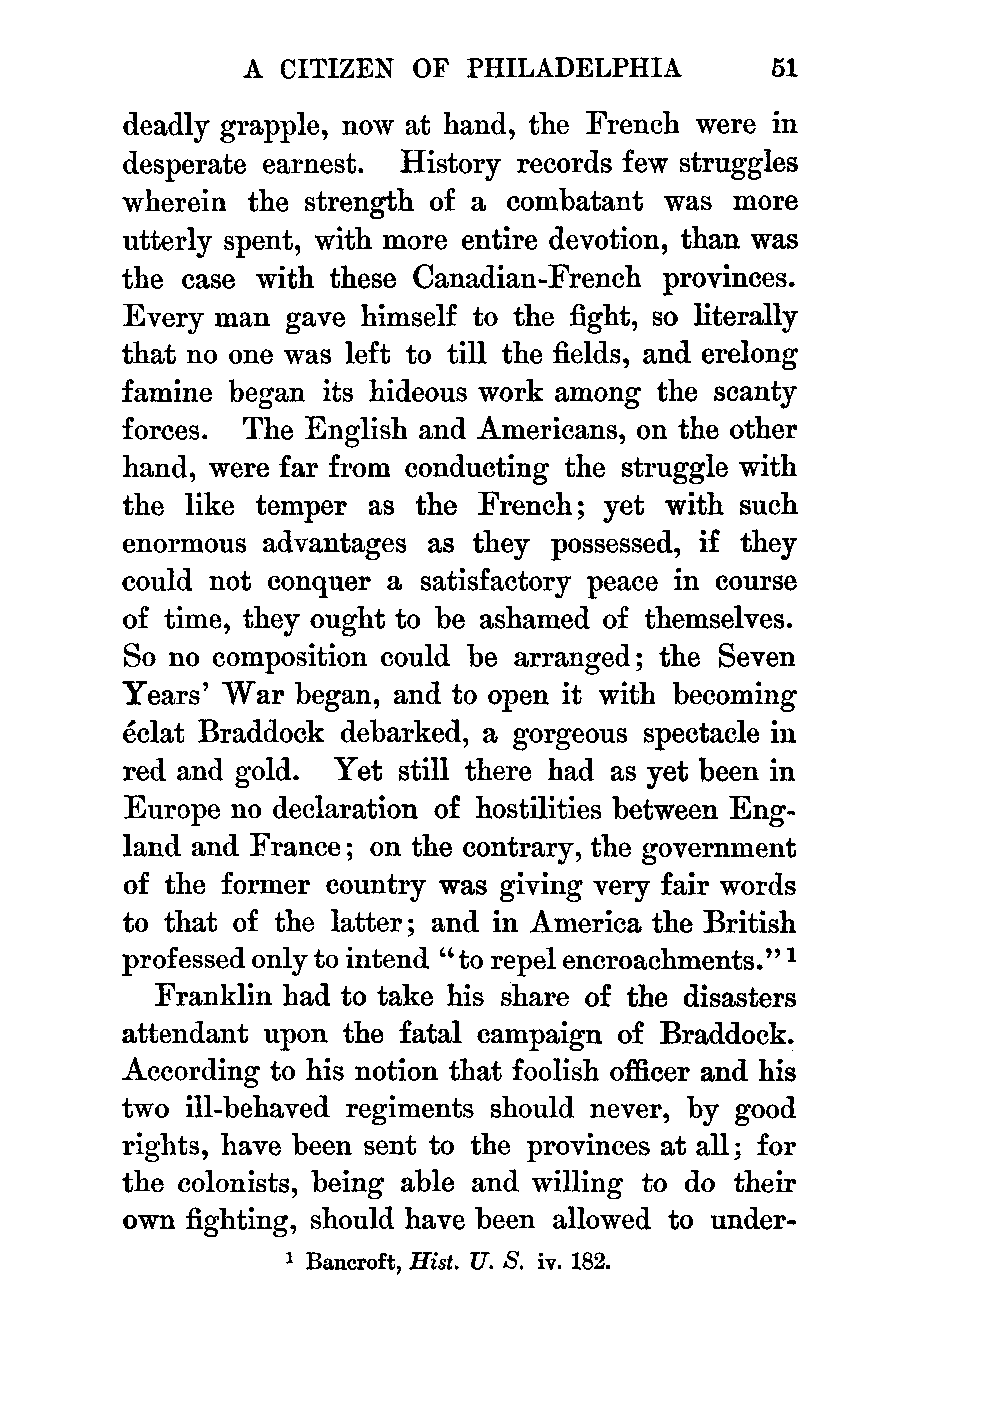 A CITIZEN OF PHILADELPHIA 51
deadly grapple, now at hand, the French were in
desperate earnest. History records few struggles
wherein the strength of a combatant was more
utterly spent, with more entire devotion, than was
the case with these Canadian-French provinces.
Every man gave himself to the fight, so literally
that no one was left to till the fields, and erelong
famine began its hideous work among the scanty
forces. The English and Americans, on the other
hand, were far from conducting the struggle with
the like temper as the French; yet with such
enormous advantages as they possessed, if they
could not conquer a satisfactory peace in course
of time, they ought to be ashamed of themselves.
So no composition could be arranged; the Seven
Years' War began, and to open it with becoming
éclat Braddock debarked, a gorgeous spectacle in
red and gold. Yet still there had as yet been in
Europe no declaration of hostilities between Eng-
land and France; on the contrary, the government
of the former country was giving very fair words
to that of the latter; and in America the British
professed only to intend "to repel encroachments." 1
Franklin had to take his share of the disasters
attendant upon the fatal campaign of Braddock.
According to his notion that foolish officer and his
two ill-behaved regiments should never, by good
rights, have been sent to the provinces at all; for
the colonists, being able and willing to do their
own fighting, should have been allowed to under-
1 Bancroft, Hist. U. S. iv. 182.